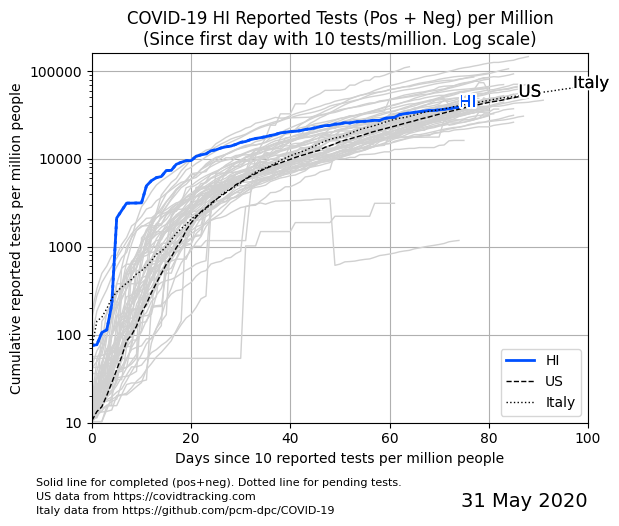 COVID-19 HI Reported Tests (Pos + Neg) per Million
(Since first day with 10 tests/million. Log scale)
Cumulative reported tests per million people
100000
10000
1000
100
10
Italy
US
HI
HI
US
Italy
0
20
40
60
80
100
Days since 10 reported tests per million people
Solid line for completed (pos+neg). Dotted line for pending tests.
US data from https://covidtracking.com
Italy data from https://github.com/pcm-dpc/COVID-19
31 May 2020